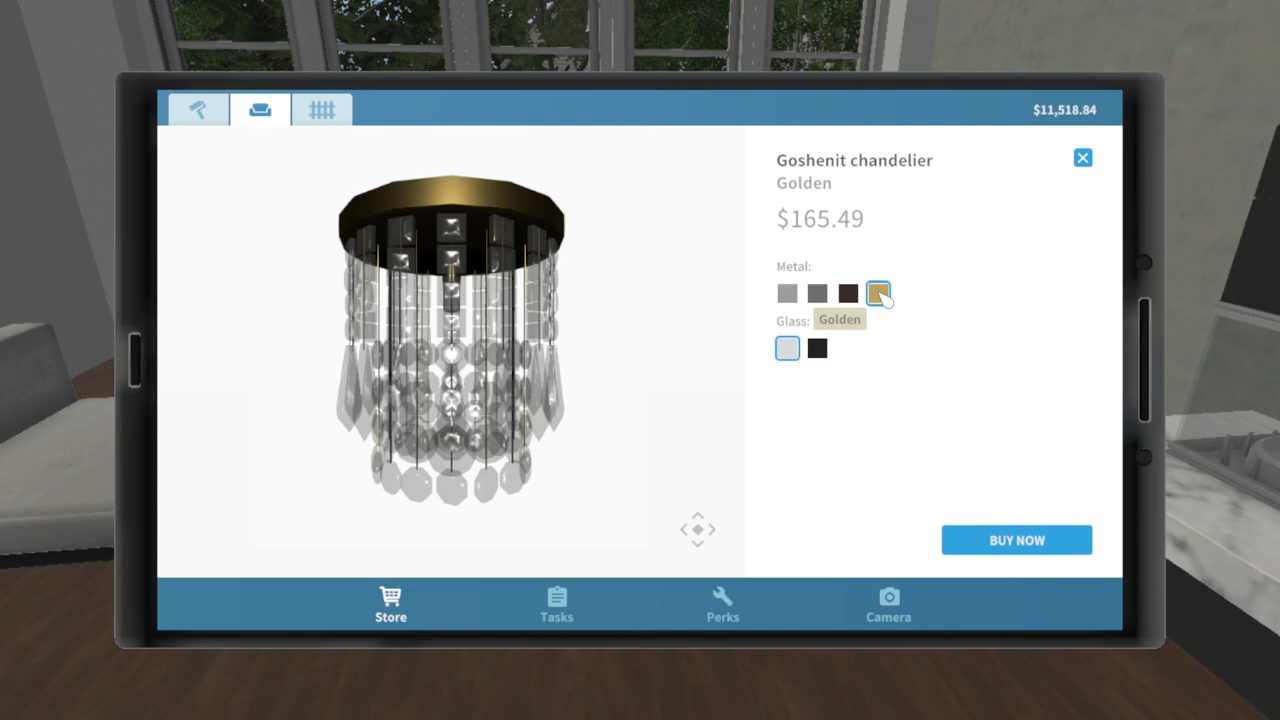 $11,518.84
Goshenit chandelier
Golden
$165.49
Metal:
Glass:
Golden
BUY NOW
Store
Tasks
Perks
Camera